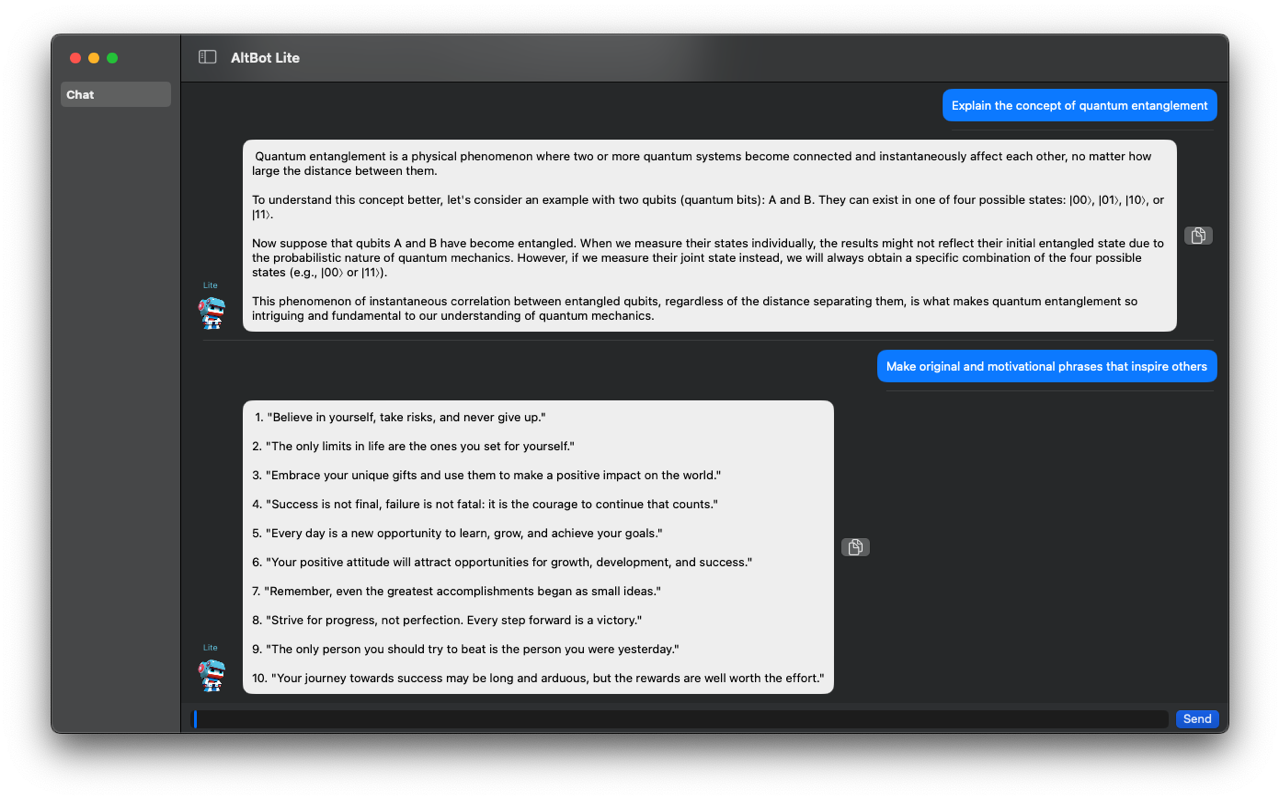 AltBot Lite
Chat
Explain the concept of quantum entanglement
Quantum entanglement is a physical phenomenon where two or more quantum systems become connected and instantaneously affect each other, no matter how
large the distance between them.
To understand this concept better, let's consider an example with two qubits (quantum bits): A and B. They can exist in one of four possible states: |00⟩, |01⟩, |10⟩, or
|11⟩.
Now suppose that qubits A and B have become entangled. When we measure their states individually, the results might not reflect their initial entangled state due to
the probabilistic nature of quantum mechanics. However, if we measure their joint state instead, we will always obtain a specific combination of the four possible
states (e.g., |00⟩ or |11⟩).
This phenomenon of instantaneous correlation between entangled qubits, regardless of the distance separating them, is what makes quantum entanglement so
intriguing and fundamental to our understanding of quantum mechanics.
Lite
Make original and motivational phrases that inspire others
1. "Believe in yourself, take risks, and never give up."
2. "The only limits in life are the ones you set for yourself."
3. "Embrace your unique gifts and use them to make a positive impact on the world."
4. "Success is not final, failure is not fatal: it is the courage to continue that counts."
5. "Every day is a new opportunity to learn, grow, and achieve your goals."
6. "Your positive attitude will attract opportunities for growth, development, and success."
7. "Remember, even the greatest accomplishments began as small ideas."
8. "Strive for progress, not perfection. Every step forward is a victory."
9. "The only person you should try to beat is the person you were yesterday."
10. "Your journey towards success may be long and arduous, but the rewards are well worth the effort."
Lite
Send